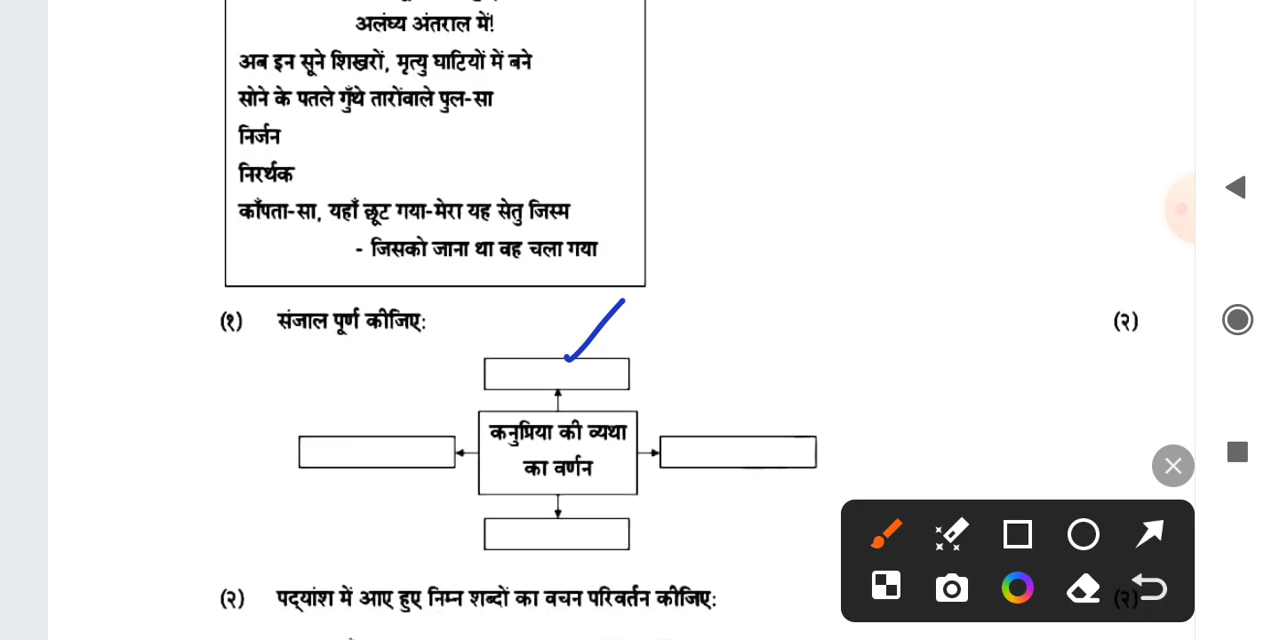 अलंघ्य अंतराल में!
अब इन सूने शिखरों, मृत्यु घाटियों में बने
सोने के पतले गुँथे तारोंवाले पुल-सा
निर्जन
निरर्थक
काँपता-सा, यहाँ छूट गया-मेरा यह सेतु जिस्म
- जिसको जाना था वह चला गया
(१) संजाल पूर्ण कीजिए: (२)
कनुप्रिया की व्यथा
का वर्णन
(२) पद्यांश में आए हुए निम्न शब्दों का वचन परिवर्तन कीजिए: (२)